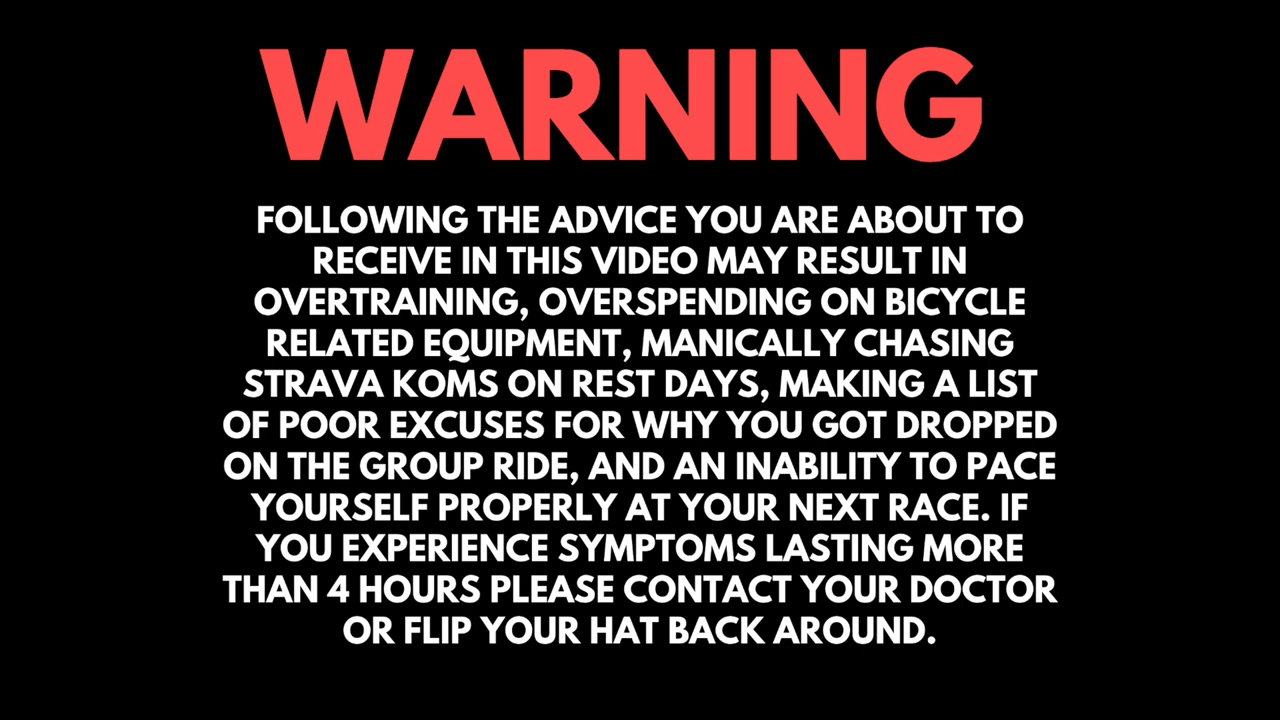 WARNING
FOLLOWING THE ADVICE YOU ARE ABOUT TO
RECEIVE IN THIS VIDEO MAY RESULT IN
OVERTRAINING, OVERSPENDING ON BICYCLE
RELATED EQUIPMENT, MANICALLY CHASING
STRAVA KOMS ON REST DAYS, MAKING A LIST
OF POOR EXCUSES FOR WHY YOU GOT DROPPED
ON THE GROUP RIDE, AND AN INABILITY TO PACE
YOURSELF PROPERLY AT YOUR NEXT RACE. IF
YOU EXPERIENCE SYMPTOMS LASTING MORE
THAN 4 HOURS PLEASE CONTACT YOUR DOCTOR
OR FLIP YOUR HAT BACK AROUND.